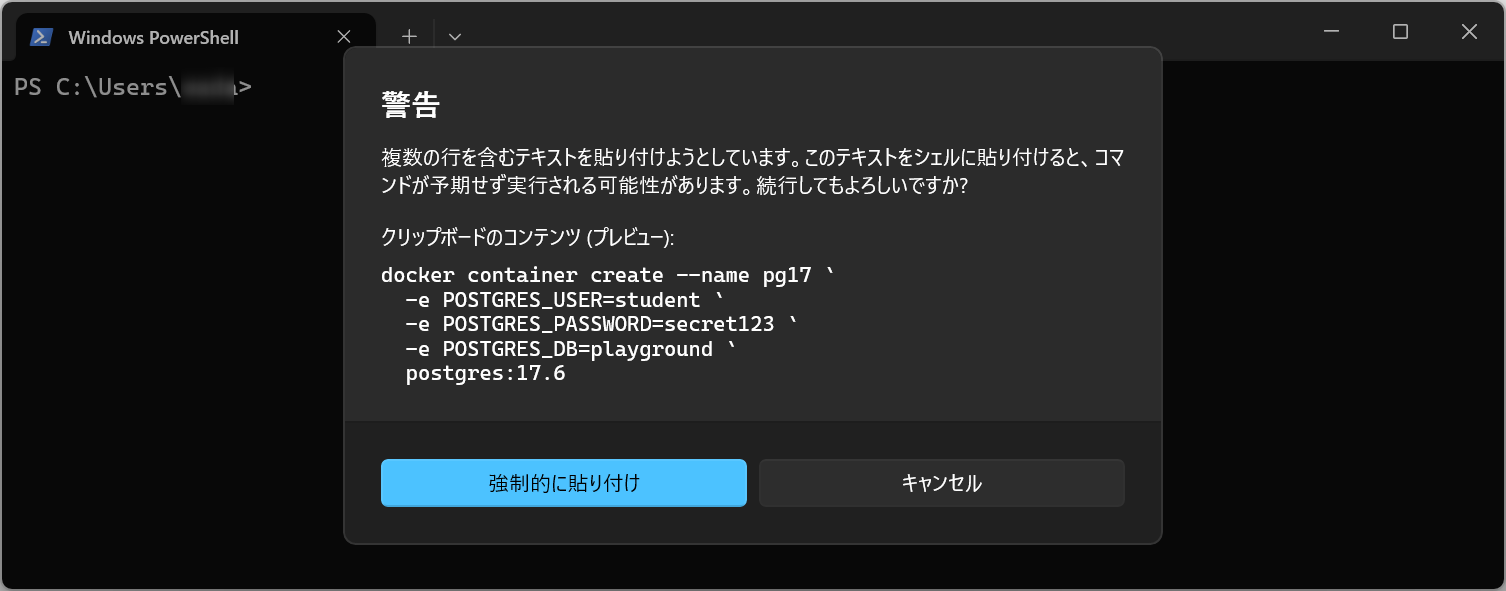 Windows PowerShell
PS C:\Users\
警告
複数の行を含むテキストを貼り付けようとしています。このテキストをシェルに貼り付けると、コマ
ンドが予期せず実行される可能性があります。続行してもよろしいですか?
クリップボードのコンテンツ (プレビュー):
docker container create --name pg17 `
  -e POSTGRES_USER=student `
  -e POSTGRES_PASSWORD=secret123 `
  -e POSTGRES_DB=playground `
  postgres:17.6
強制的に貼り付け
キャンセル